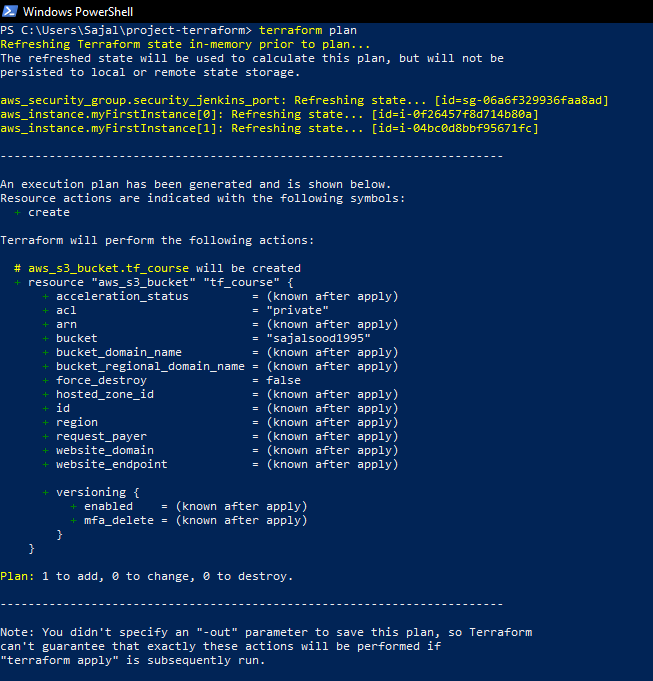 Windows PowerShell
PS C:\Users\Sajal\project-terraform> terraform plan
Refreshing Terraform state in-memory prior to plan...
The refreshed state will be used to calculate this plan, but will not be
persisted to local or remote state storage.

aws_security_group.security_jenkins_port: Refreshing state... [id=sg-06a6f329936faa8ad]
aws_instance.myFirstInstance[0]: Refreshing state... [id=i-0f26457f8d714b80a]
aws_instance.myFirstInstance[1]: Refreshing state... [id=i-04bc0d8bbf95671fc]

------------------------------------------------------------------------

An execution plan has been generated and is shown below.
Resource actions are indicated with the following symbols:
  + create

Terraform will perform the following actions:

  # aws_s3_bucket.tf_course will be created
  + resource "aws_s3_bucket" "tf_course" {
      + acceleration_status         = (known after apply)
      + acl                         = "private"
      + arn                         = (known after apply)
      + bucket                      = "sajalsood1995"
      + bucket_domain_name          = (known after apply)
      + bucket_regional_domain_name = (known after apply)
      + force_destroy               = false
      + hosted_zone_id              = (known after apply)
      + id                          = (known after apply)
      + region                      = (known after apply)
      + request_payer               = (known after apply)
      + website_domain              = (known after apply)
      + website_endpoint            = (known after apply)

      + versioning {
          + enabled    = (known after apply)
          + mfa_delete = (known after apply)
        }
    }

Plan: 1 to add, 0 to change, 0 to destroy.

------------------------------------------------------------------------

Note: You didn't specify an "-out" parameter to save this plan, so Terraform
can't guarantee that exactly these actions will be performed if
"terraform apply" is subsequently run.